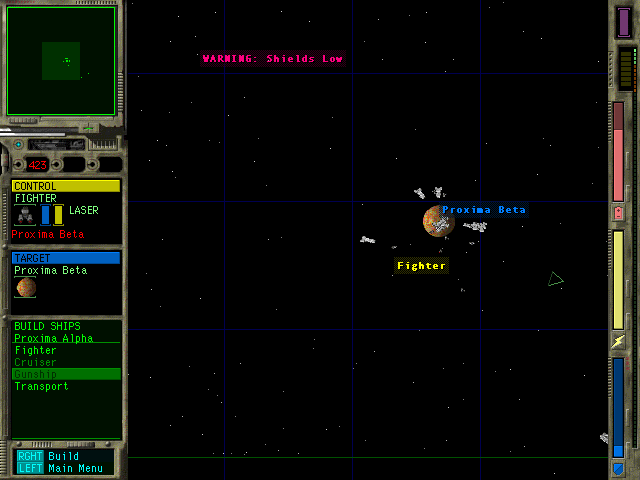 WARNING: Shields Low
423
CONTROL
FIGHTER
LASER
Proxima Beta
TARGET
Proxima Beta
BUILD SHIPS
Proxima Alpha
Fighter
Cruiser
Gunship
Transport
RGHT Build
LEFT Main Menu
Proxima Beta
Fighter